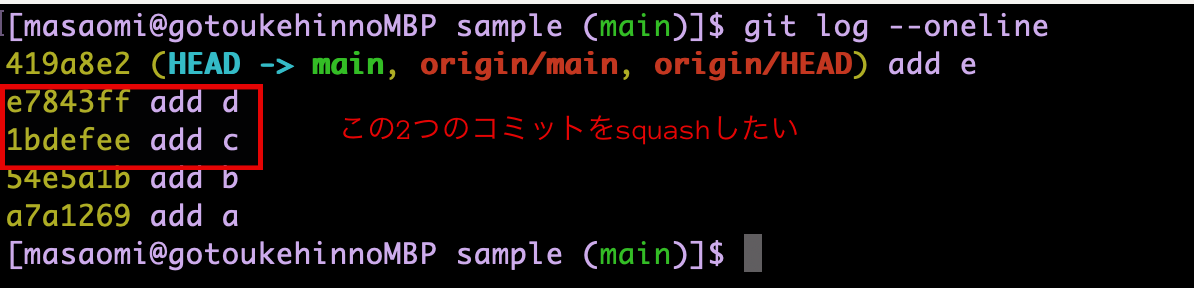 [masaomi@gotoukehinnoMBP sample (main)]$ git log --oneline
419a8e2 (HEAD -> main, origin/main, origin/HEAD) add e
e7843ff add d
1bdefee add c
この2つのコミットをsquashしたい
54e5a1b add b
a7a1269 add a
[masaomi@gotoukehinnoMBP sample (main)]$